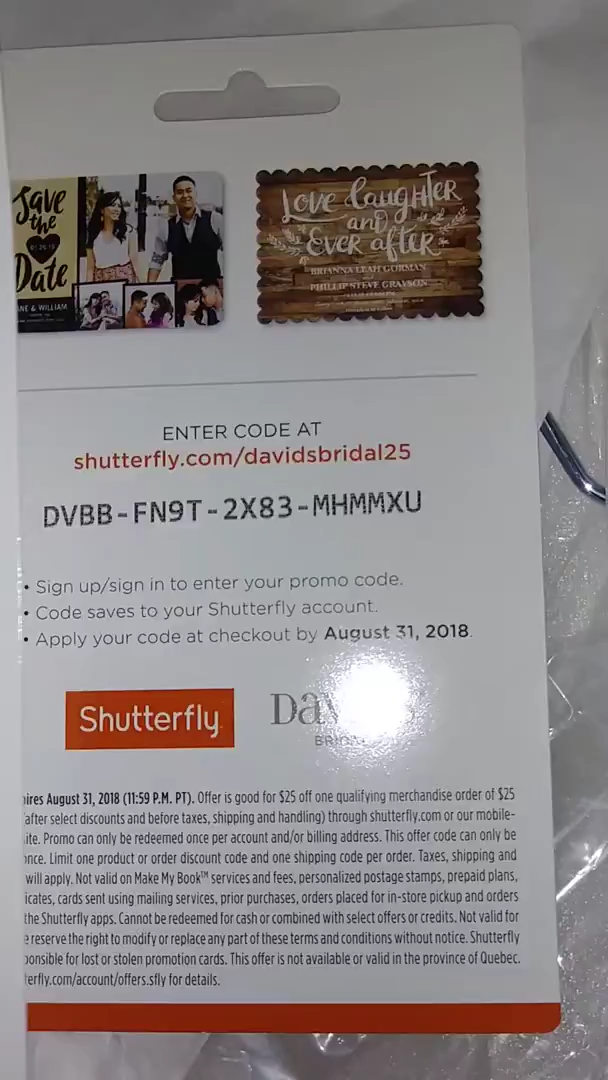 Save
the
Date
& WILLIAM
Love Laughter
and
Ever after
BRIANNA LEAH GORMAN
PHILLIP STEVE GRAYSON
ENTER CODE AT
shutterfly.com/davidsbridal25
DVBB-FN9T-2X83-MHMMXU
• Sign up/sign in to enter your promo code.
• Code saves to your Shutterfly account.
• Apply your code at checkout by August 31, 2018.
Shutterfly
ires August 31, 2018 (11:59 P.M. PT). Offer is good for $25 off one qualifying merchandise order of $25
after select discounts and before taxes, shipping and handling) through shutterfly.com or our mobile-
ite. Promo can only be redeemed once per account and/or billing address. This offer code can only be
nce. Limit one product or order discount code and one shipping code per order. Taxes, shipping and
will apply. Not valid on Make My Book™ services and fees, personalized postage stamps, prepaid plans,
icates, cards sent using mailing services, prior purchases, orders placed for in-store pickup and orders
the Shutterfly apps. Cannot be redeemed for cash or combined with select offers or credits. Not valid for
e reserve the right to modify or replace any part of these terms and conditions without notice. Shutterfly
onsible for lost or stolen promotion cards. This offer is not available or valid in the province of Quebec.
erfly.com/account/offers.sfly for details.